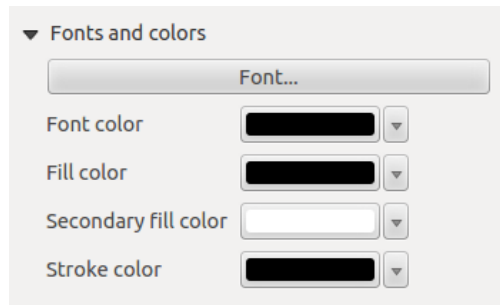 Fonts and colors
Font...
Font color
Fill color
Secondary fill color
Stroke color